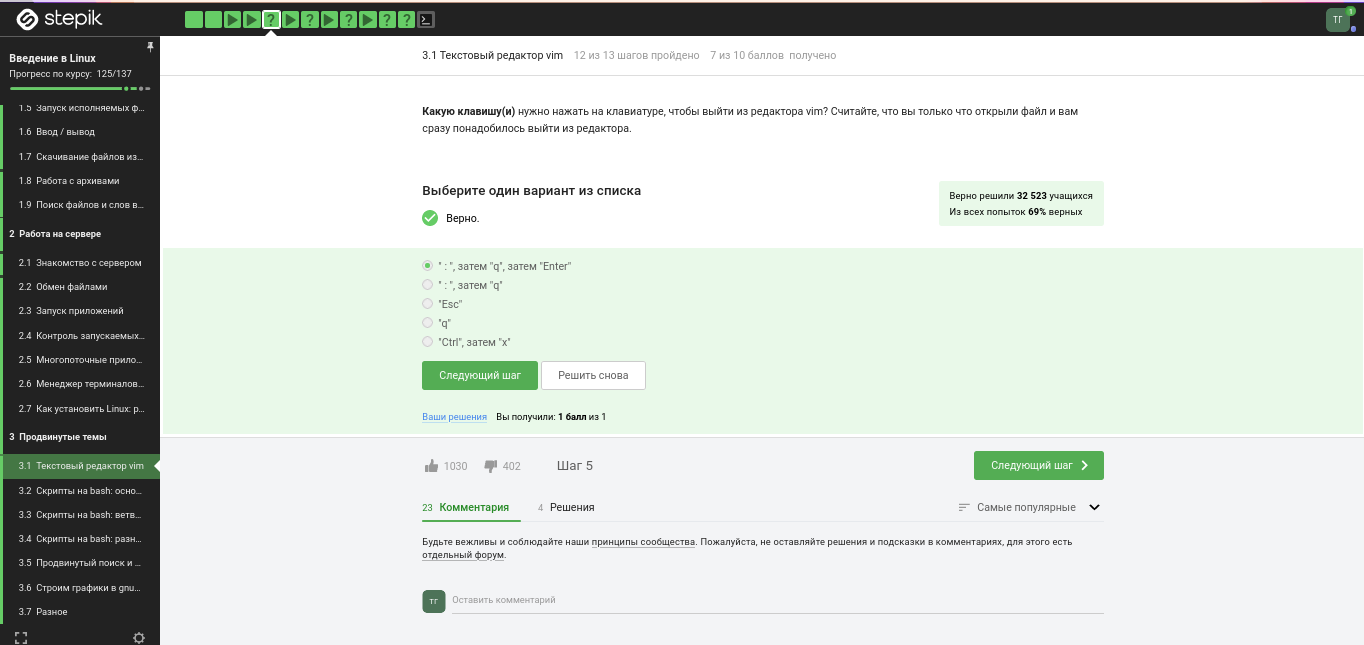 stepik
ТГ
1
Введение в Linux
Прогресс по курсу: 125/137
1.5 Запуск исполняемых ф...
1.6 Ввод / вывод
1.7 Скачивание файлов из...
1.8 Работа с архивами
1.9 Поиск файлов и слов в...
2 Работа на сервере
2.1 Знакомство с сервером
2.2 Обмен файлами
2.3 Запуск приложений
2.4 Контроль запускаемых...
2.5 Многопоточные прило...
2.6 Менеджер терминалов...
2.7 Как установить Linux: р...
3 Продвинутые темы
3.1 Текстовый редактор vim
3.2 Скрипты на bash: осно...
3.3 Скрипты на bash: ветв...
3.4 Скрипты на bash: разн...
3.5 Продвинутый поиск и ...
3.6 Строим графики в gnu...
3.7 Разное
3.1 Текстовый редактор vim 12 из 13 шагов пройдено 7 из 10 баллов получено
Какую клавишу(и) нужно нажать на клавиатуре, чтобы выйти из редактора vim? Считайте, что вы только что открыли файл и вам
сразу понадобилось выйти из редактора.
Выберите один вариант из списка
Верно.
Верно решили 32 523 учащихся
Из всех попыток 69% верных
" : ", затем "q", затем "Enter"
" : ", затем "q"
"Esc"
"q"
"Ctrl", затем "x"
Следующий шаг Решить снова
Ваши решения Вы получили: 1 балл из 1
1030 402 Шаг 5 Следующий шаг
23 Комментария 4 Решения Самые популярные
Будьте вежливы и соблюдайте наши принципы сообщества. Пожалуйста, не оставляйте решения и подсказки в комментариях, для этого есть
отдельный форум.
ТГ Оставить комментарий